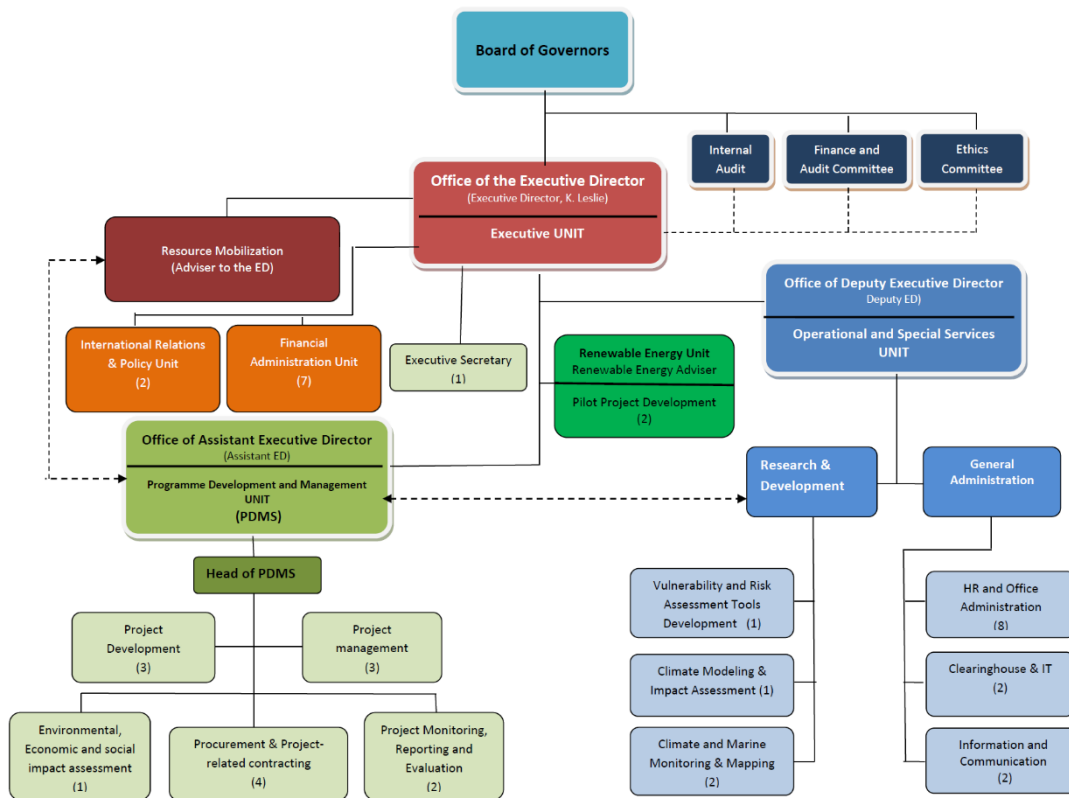 Board of Governors
Internal
Audit
Finance and
Audit Committee
Ethics
Committee
Office of the Executive Director
(Executive Director, K. Leslie)
Executive UNIT
Resource Mobilization
(Adviser to the ED)
Office of Deputy Executive Director
Deputy ED)
Operational and Special Services
UNIT
International Relations
& Policy Unit
(2)
Financial
Administration Unit
(7)
Executive Secretary
(1)
Renewable Energy Unit
Renewable Energy Adviser
Pilot Project Development
(2)
Office of Assistant Executive Director
(Assistant ED)
Programme Development and Management
UNIT
(PDMS)
Research &
Development
General
Administration
Head of PDMS
Project
Development
(3)
Project
management
(3)
Environmental,
Economic and social
impact assessment
(1)
Procurement & Project-
related contracting
(4)
Project Monitoring,
Reporting and
Evaluation
(2)
Vulnerability and Risk
Assessment Tools
Development (1)
Climate Modeling &
Impact Assessment (1)
Climate and Marine
Monitoring & Mapping
(2)
HR and Office
Administration
(8)
Clearinghouse & IT
(2)
Information and
Communication
(2)